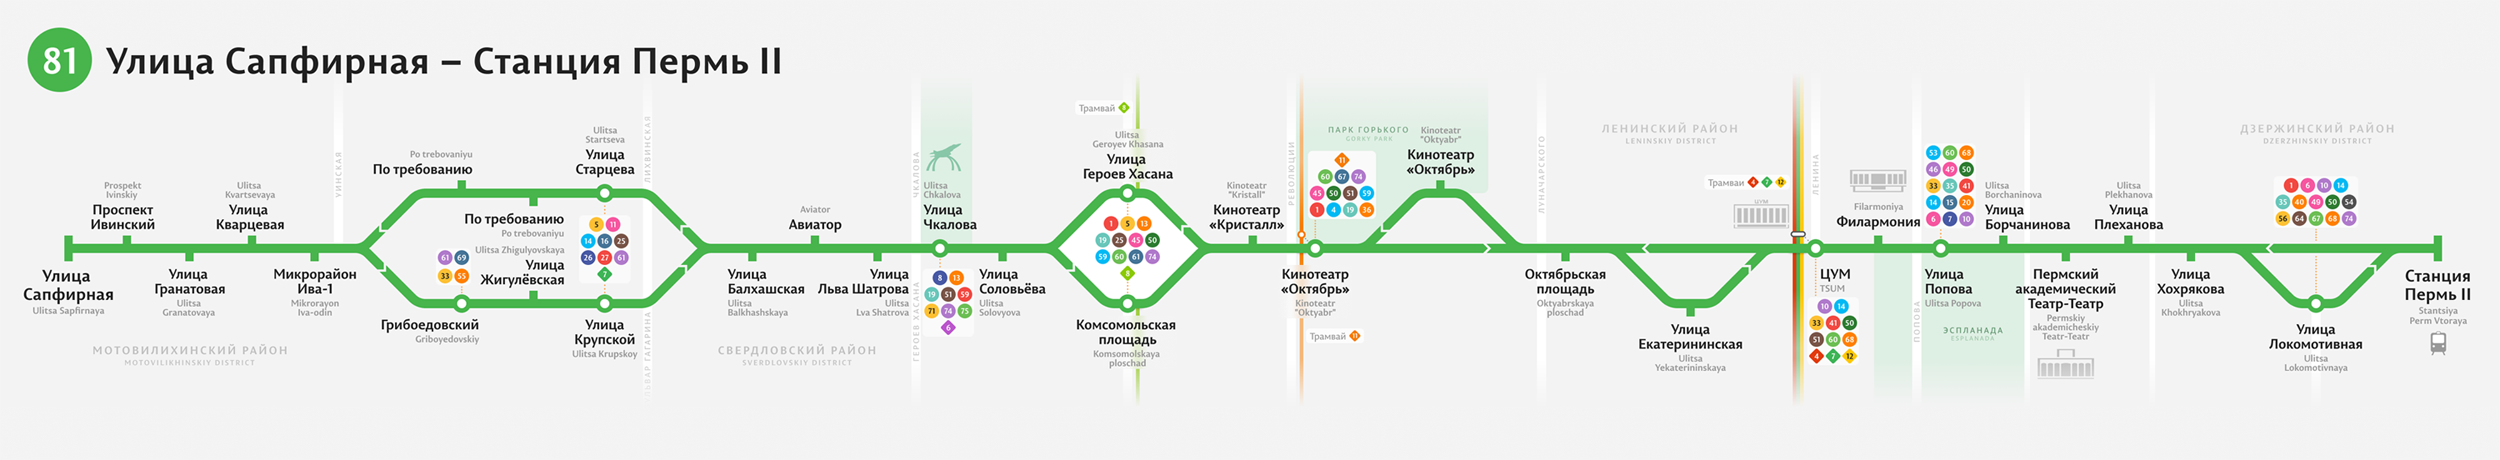 81
Улица Сапфирная – Станция Пермь II
Улица
Сапфирная
Ulitsa Sapfirnaya
Prospekt
Ivinskiy
Проспект
Ивинский
Улица
Гранатовая
Ulitsa
Granatovaya
Ulitsa
Kvartsevaya
Улица
Кварцевая
Микрорайон
Ива-1
Mikrorayon
Iva-odin
МОТОВИЛИХИНСКИЙ РАЙОН
MOTOVILIKHINSKIY DISTRICT
УИНСКАЯ
Po trebovaniyu
По требованию
По требованию
Po trebovaniyu
Ulitsa
Startseva
Улица
Старцева
61 69
33 55
Грибоедовский
Griboyedovskiy
Ulitsa Zhigulyovskaya
Улица
Жигулёвская
5 11
14 16 25
26 27 61
7
Улица
Крупской
Ulitsa Krupskoy
ЛИХВИНСКАЯ
СВЕРДЛОВСКИЙ РАЙОН
SVERDLOVSKIY DISTRICT
Улица
Балхашская
Ulitsa
Balkhashskaya
Aviator
Авиатор
Улица
Льва Шатрова
Ulitsa
Lva Shatrova
ЧКАЛОВА
ГЕРОЕВ ХАСАНА
Ulitsa
Chkalova
Улица
Чкалова
8 13
19 51 59
71 74 75
6
Улица
Соловьёва
Ulitsa
Solovyova
Трамвай 8
Ulitsa
Geroyev Khasana
Улица
Героев Хасана
1 5 13
19 25 45 50
59 60 61 74
8
Комсомольская
площадь
Komsomolskaya
ploschad
Kinoteatr
"Kristall"
Кинотеатр
«Кристалл»
РЕВОЛЮЦИИ
ПАРК ГОРЬКОГО
GORKY PARK
11
60 67 74
45 50 51 59
1 4 19 36
Кинотеатр
«Октябрь»
Kinoteatr
"Oktyabr"
Трамвай 11
Kinoteatr
"Oktyabr"
Кинотеатр
«Октябрь»
ЛУНАЧАРСКОГО
Октябрьская
площадь
Oktyabrskaya
ploschad
ЛЕНИНСКИЙ РАЙОН
LENINSKIY DISTRICT
Улица
Екатерининская
Ulitsa
Yekaterininskaya
Трамваи 4 7 12
ЦУМ
ЛЕНИНА
ЦУМ
TSUM
10 14
33 41 50
51 60 68
4 7 12
Filarmoniya
Филармония
ПОПОВА
53 60 68
46 49 50
33 35 41
14 15 20
6 7 10
Улица
Попова
Ulitsa Popova
ЭСПЛАНАДА
ESPLANADA
Ulitsa
Borchaninova
Улица
Борчанинова
Пермский
академический
Театр-Театр
Permskiy
akademicheskiy
Teatr-Teatr
Ulitsa
Plekhanova
Улица
Плеханова
Улица
Хохрякова
Ulitsa
Khokhryakova
ДЗЕРЖИНСКИЙ РАЙОН
DZERZHINSKIY DISTRICT
1 6 10 14
35 40 49 50 54
56 64 67 68 74
Улица
Локомотивная
Ulitsa
Lokomotivnaya
Станция
Пермь II
Stantsiya
Perm Vtoraya